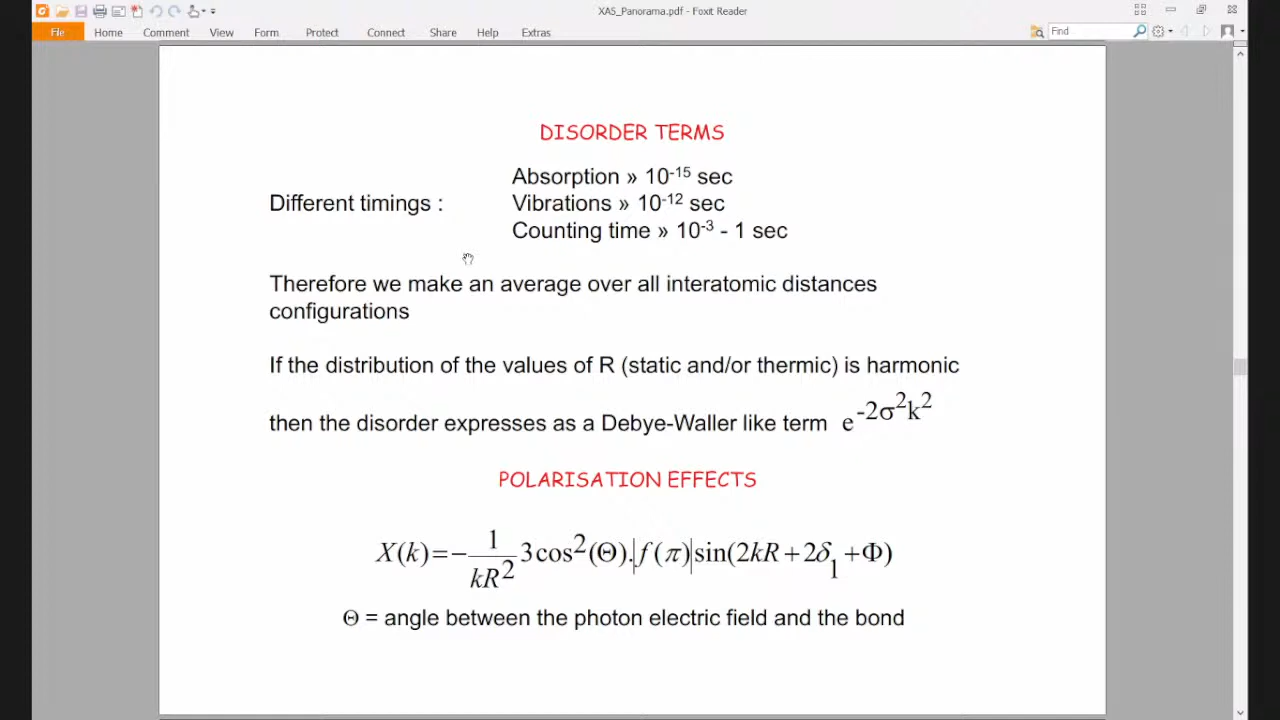 XAS_Panorama.pdf - Foxit Reader
File Home Comment View Form Protect Connect Share Help Extras Find
DISORDER TERMS
Absorption » 10⁻¹⁵ sec
Different timings : Vibrations » 10⁻¹² sec
Counting time » 10⁻³ - 1 sec
Therefore we make an average over all interatomic distances
configurations
If the distribution of the values of R (static and/or thermic) is harmonic
then the disorder expresses as a Debye-Waller like term e^-2σ²k²
POLARISATION EFFECTS
X(k)=-1/kR² 3cos²(Θ).|f(π)|sin(2kR+2δ₁+Φ)
Θ = angle between the photon electric field and the bond